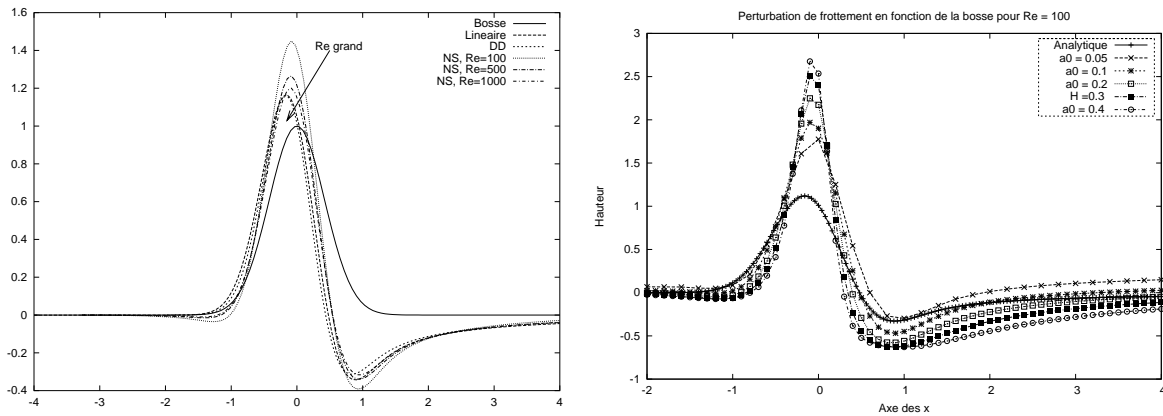 1.6
1.4
1.2
1
0.8
0.6
0.4
0.2
0
-0.2
-0.4
-4
-3
-2
-1
0
1
2
3
4
Re grand
Bosse
Lineaire
DD
NS, Re=100
NS, Re=500
NS, Re=1000
Perturbation de frottement en fonction de la bosse pour Re = 100
Hauteur
3
2.5
2
1.5
1
0.5
0
-0.5
-1
-2
-1
0
1
2
3
4
Axe des x
Analytique
a0 = 0.05
a0 = 0.1
a0 = 0.2
H =0.3
a0 = 0.4